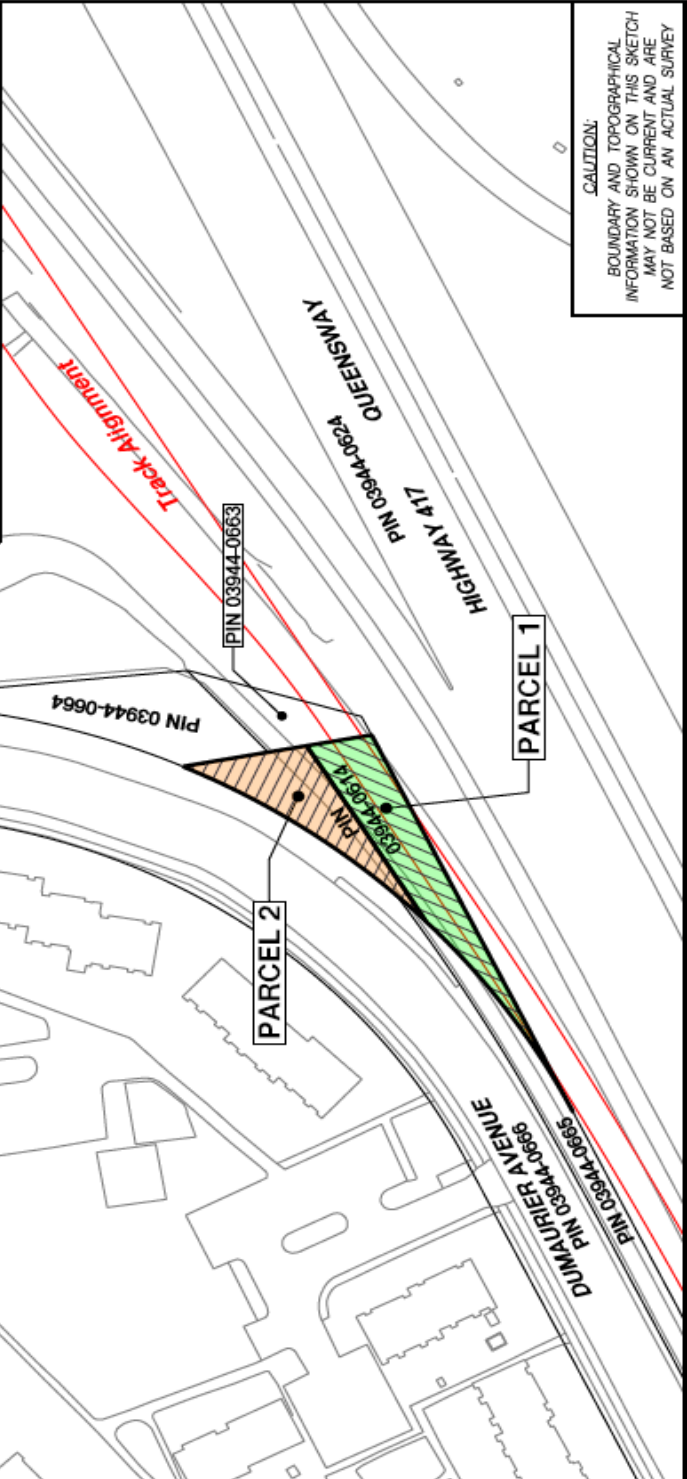 CAUTION:
BOUNDARY AND TOPOGRAPHICAL
INFORMATION SHOWN ON THIS SKETCH
MAY NOT BE CURRENT AND ARE
NOT BASED ON AN ACTUAL SURVEY
QUEENSWAY
PIN 03944-0624
HIGHWAY 417
Track Alignment
PIN 03944-0663
PIN 03944-0664
PARCEL 1
PIN
03944-0614
PARCEL 2
DUMAURIER AVENUE
PIN 03944-0666
PIN 03944-0665